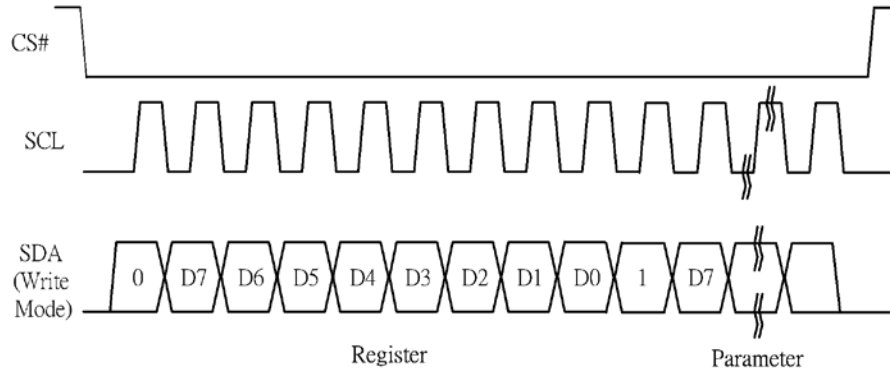 CS#
SCL
SDA
(Write
Mode)
0 D7 D6 D5 D4 D3 D2 D1 D0 1 D7
Register Parameter